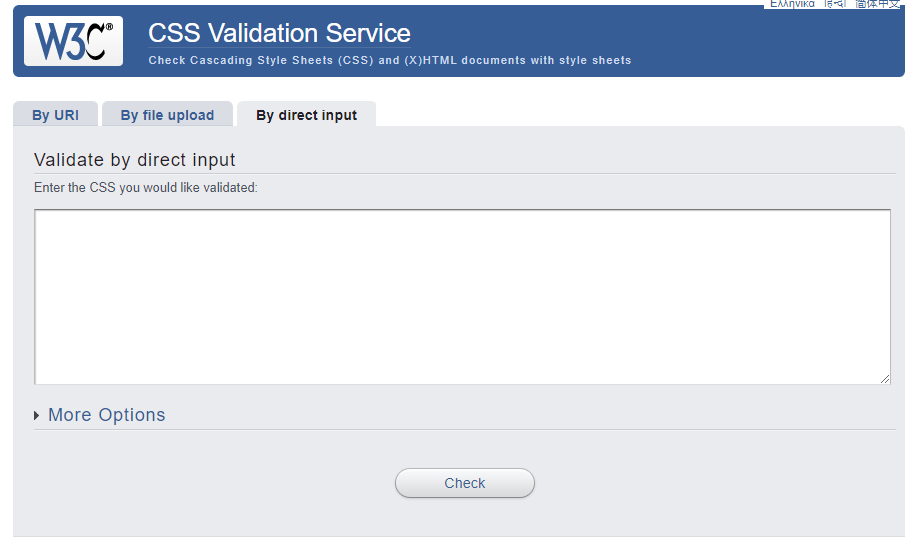 Ελληνικά हिन्दी 简体中文
W3C®
CSS Validation Service
Check Cascading Style Sheets (CSS) and (X)HTML documents with style sheets
By URI By file upload By direct input
Validate by direct input
Enter the CSS you would like validated:
More Options
Check